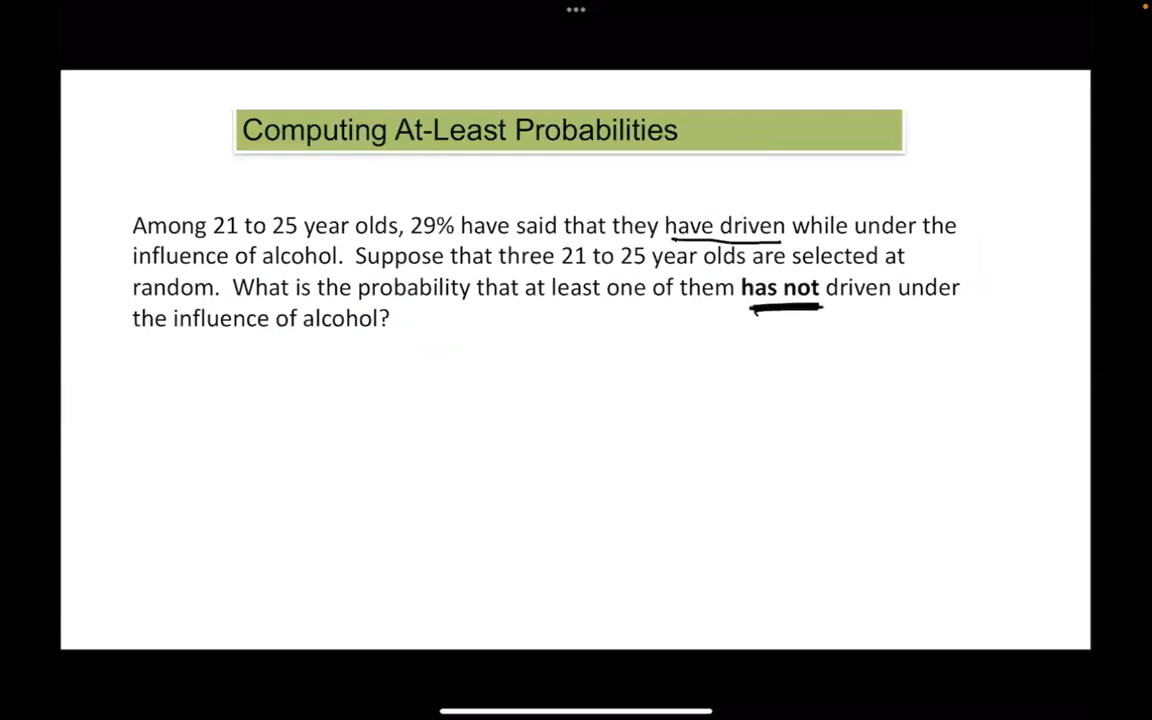 Computing At-Least Probabilities
Among 21 to 25 year olds, 29% have said that they have driven while under the
influence of alcohol.  Suppose that three 21 to 25 year olds are selected at
random.  What is the probability that at least one of them has not driven under
the influence of alcohol?